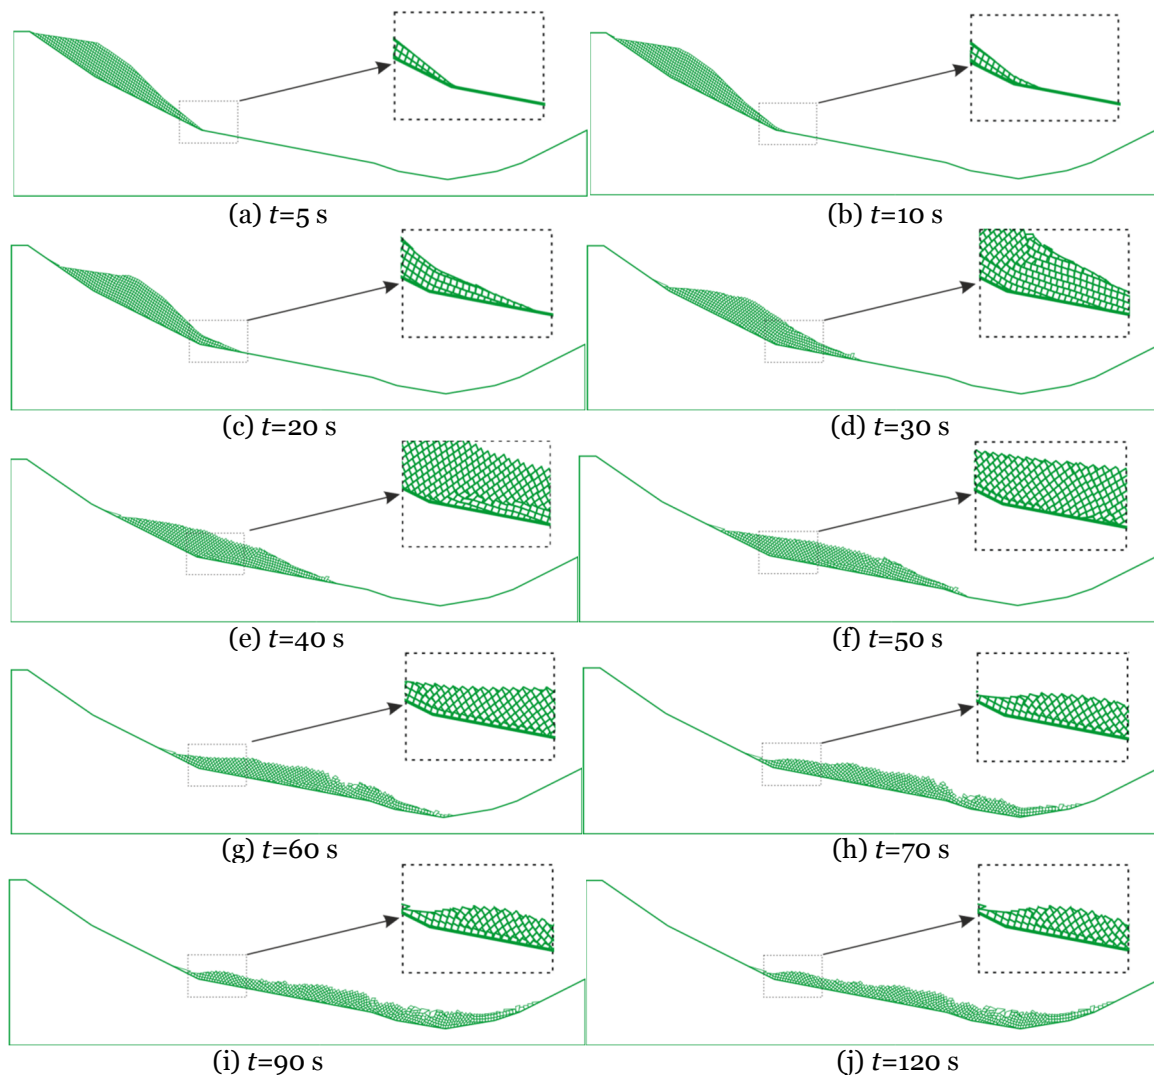 (a) t=5 s
(b) t=10 s
(c) t=20 s
(d) t=30 s
(e) t=40 s
(f) t=50 s
(g) t=60 s
(h) t=70 s
(i) t=90 s
(j) t=120 s